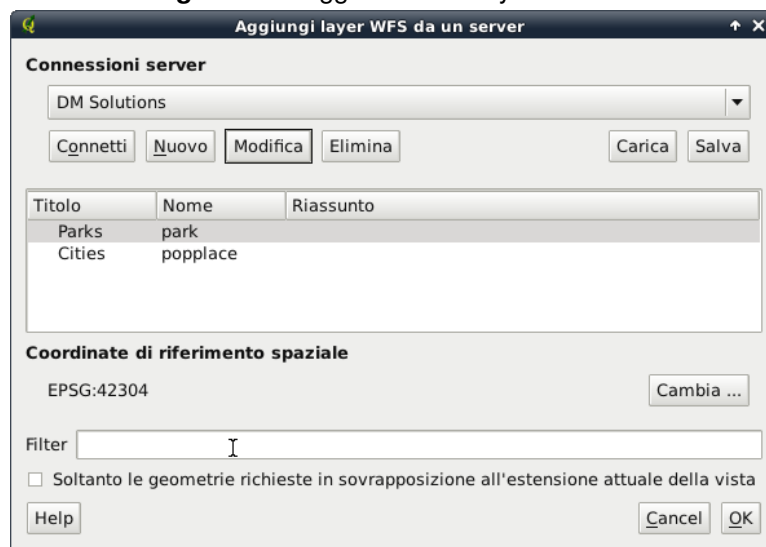 Aggiungi layer WFS da un server
Connessioni server
DM Solutions
Connetti Nuovo Modifica Elimina Carica Salva
Titolo Nome Riassunto
Parks park
Cities popplace
Coordinate di riferimento spaziale
EPSG:42304 Cambia ...
Filter
Soltanto le geometrie richieste in sovrapposizione all'estensione attuale della vista
Help Cancel OK